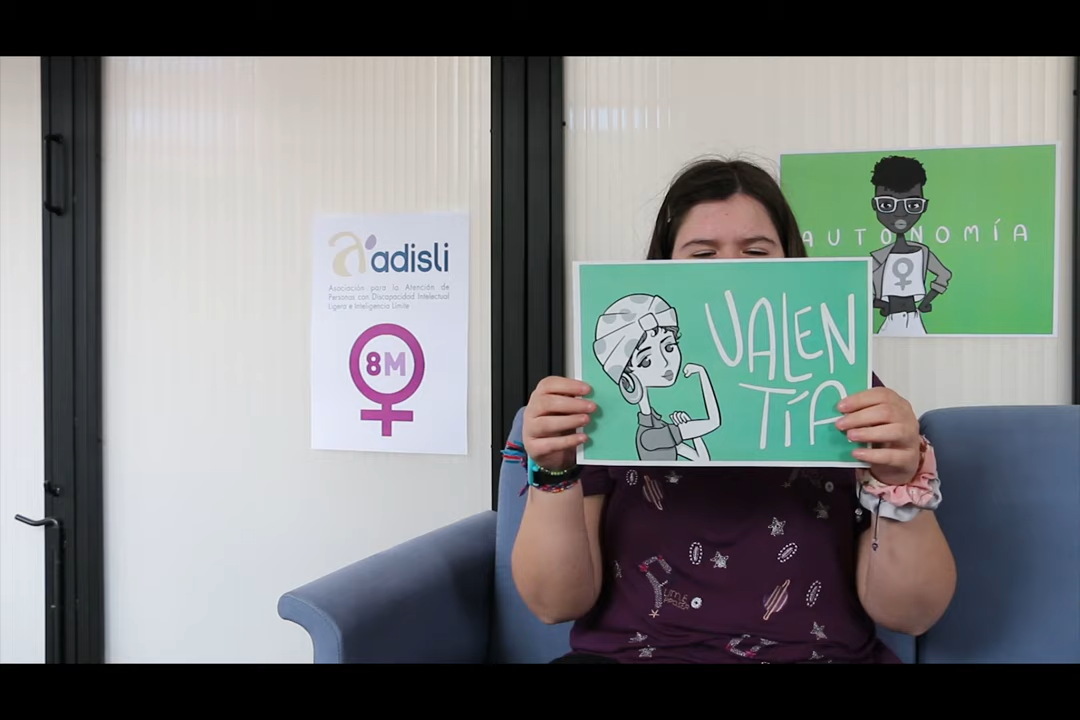 adisli
Asociación para la Atención de
Personas con Discapacidad Intelectual
Ligera e Inteligencia Límite
8M
AUTONOMÍA
VALEN
TÍA